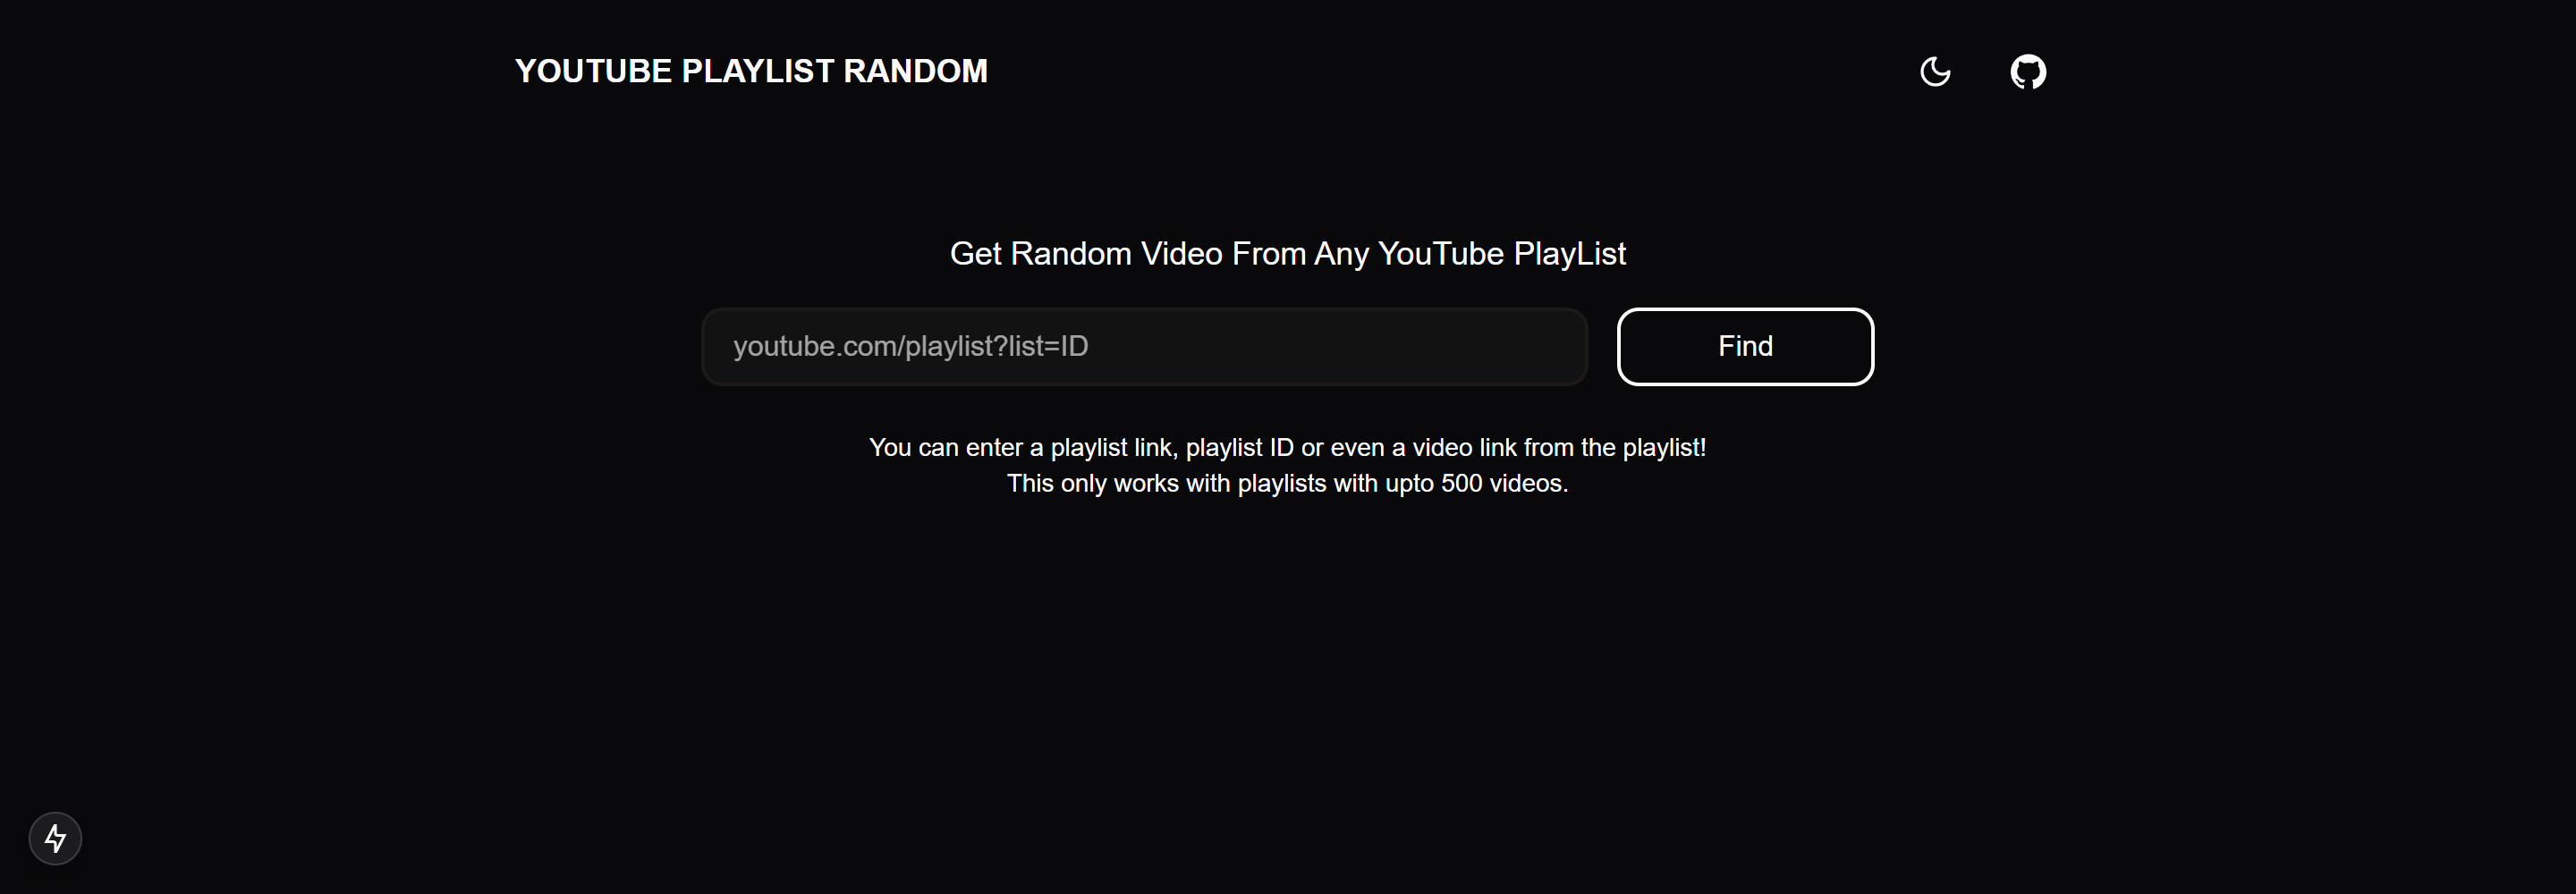 YOUTUBE PLAYLIST RANDOM
Get Random Video From Any YouTube PlayList
youtube.com/playlist?list=ID
Find
You can enter a playlist link, playlist ID or even a video link from the playlist!
This only works with playlists with upto 500 videos.